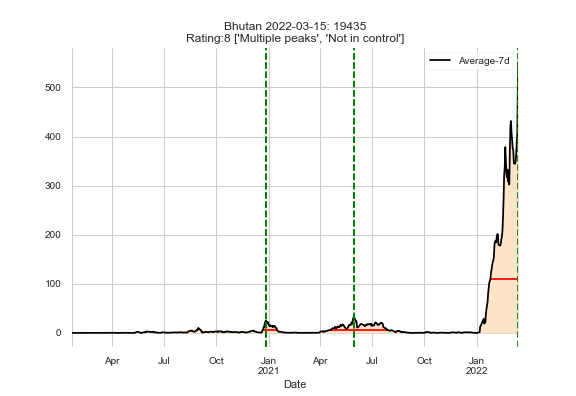 Bhutan 2022-03-15: 19435
Rating:8 ['Multiple peaks', 'Not in control']
Average-7d
500
400
300
200
100
0
Apr
Jul
Oct
Jan
2021
Apr
Jul
Oct
Jan
2022
Date